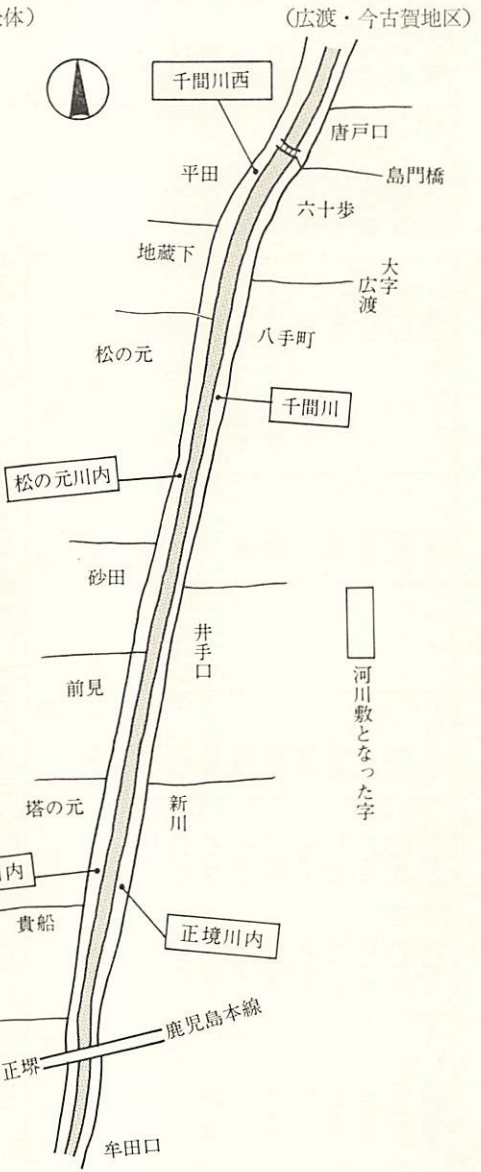 体）
（広渡・今古賀地区）
千間川西
唐戸口
島門橋
平田
六十歩
地蔵下
大字
広渡
八手町
松の元
千間川
松の元川内
砂田
井手口
前見
河川敷となった字
塔の元
新川
内
貴船
正境川内
鹿児島本線
正堺
牟田口